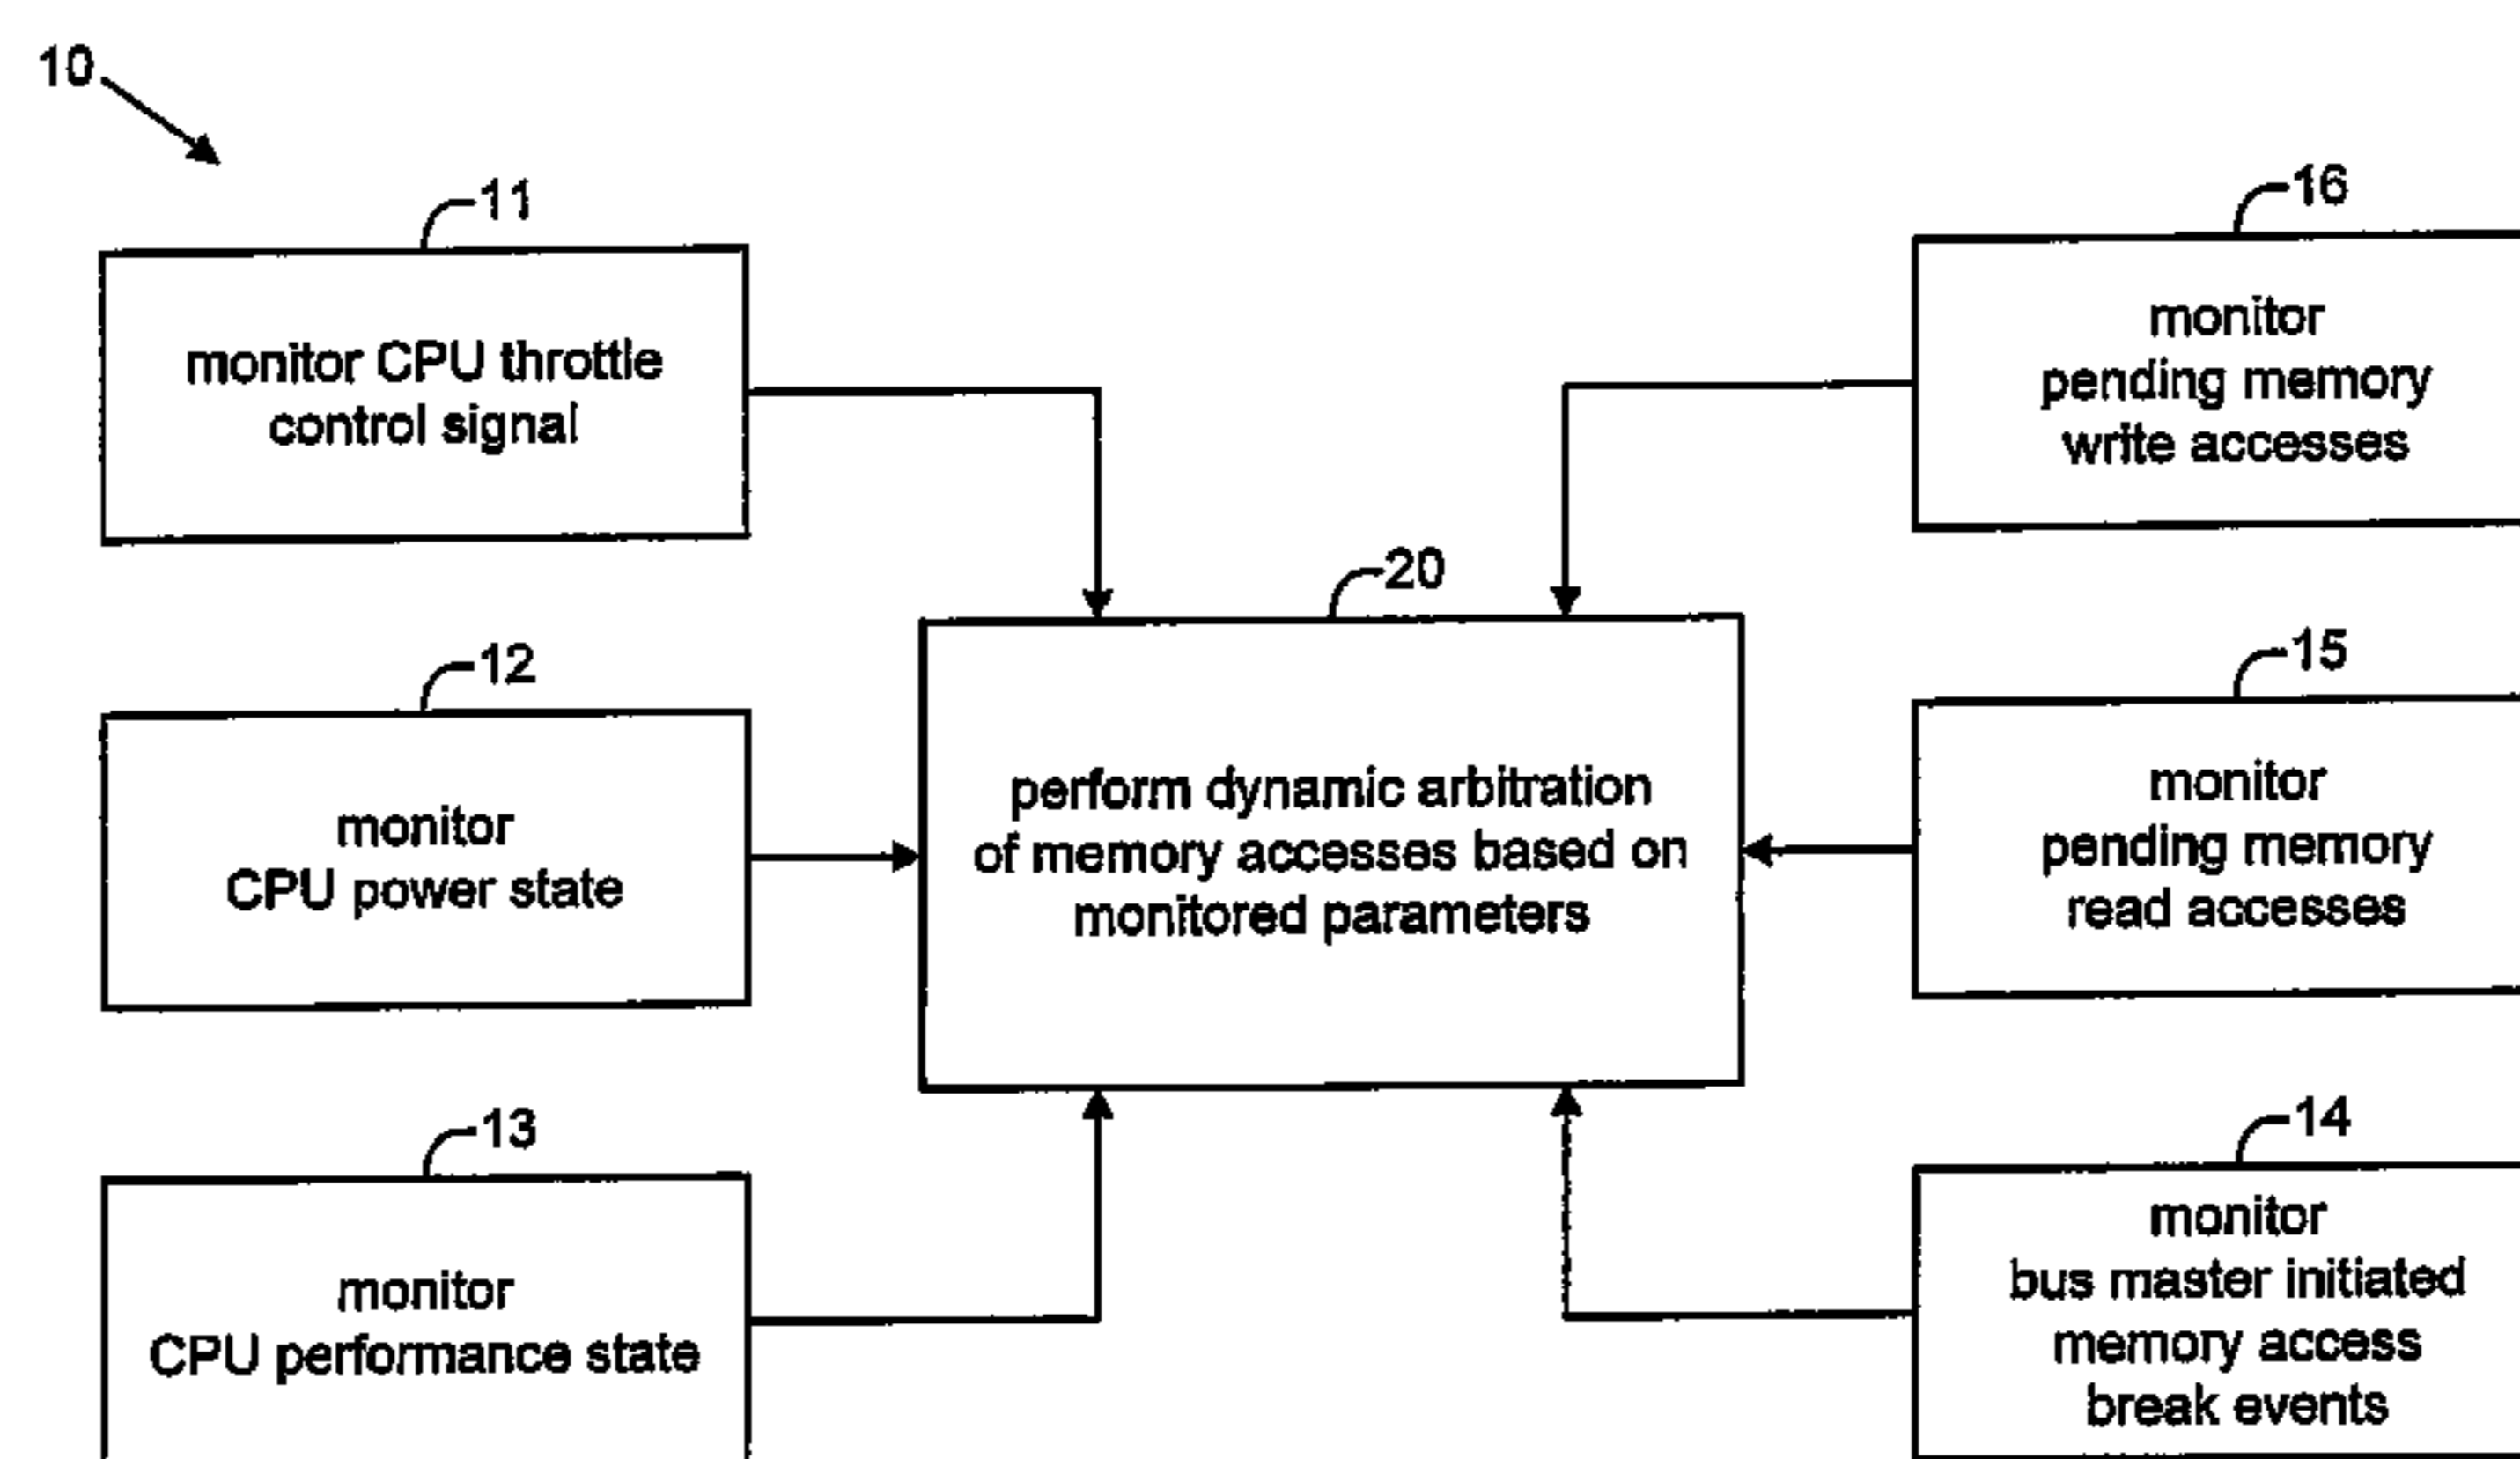 10
11
monitor CPU throttle
control signal
12
monitor
CPU power state
13
monitor
CPU performance state
20
perform dynamic arbitration
of memory accesses based on
monitored parameters
16
monitor
pending memory
write accesses
15
monitor
pending memory
read accesses
14
monitor
bus master initiated
memory access
break events